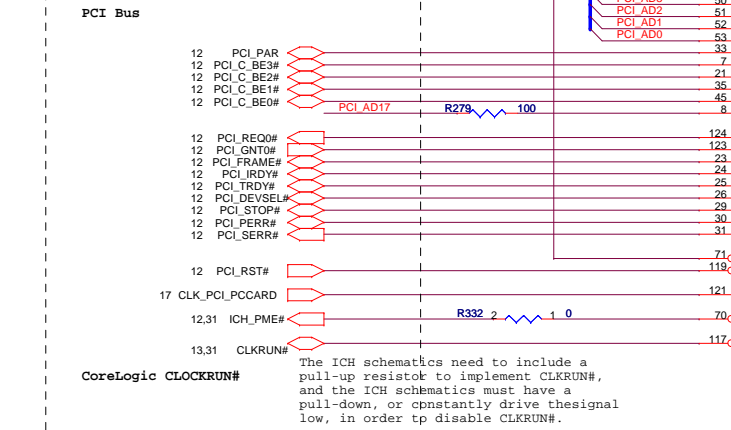 50
PCI Bus
PCI_AD2 51
PCI_AD1 52
PCI_AD0 53
12 PCI_PAR 33
12 PCI_C_BE3# 7
12 PCI_C_BE2# 21
12 PCI_C_BE1# 35
12 PCI_C_BE0# 45
PCI_AD17 R279 100 8
12 PCI_REQ0# 124
12 PCI_GNT0# 123
12 PCI_FRAME# 23
12 PCI_IRDY# 24
12 PCI_TRDY# 25
12 PCI_DEVSEL# 26
12 PCI_STOP# 29
12 PCI_PERR# 30
12 PCI_SERR# 31
71
12 PCI_RST# 119
17 CLK_PCI_PCCARD 121
12,31 ICH_PME# R332 2 1 0 70
13,31 CLKRUN# 117
The ICH schematics need to include a
CoreLogic CLOCKRUN# pull-up resistor to implement CLKRUN#,
and the ICH schematics must have a
pull-down, or constantly drive thesignal
low, in order to disable CLKRUN#.